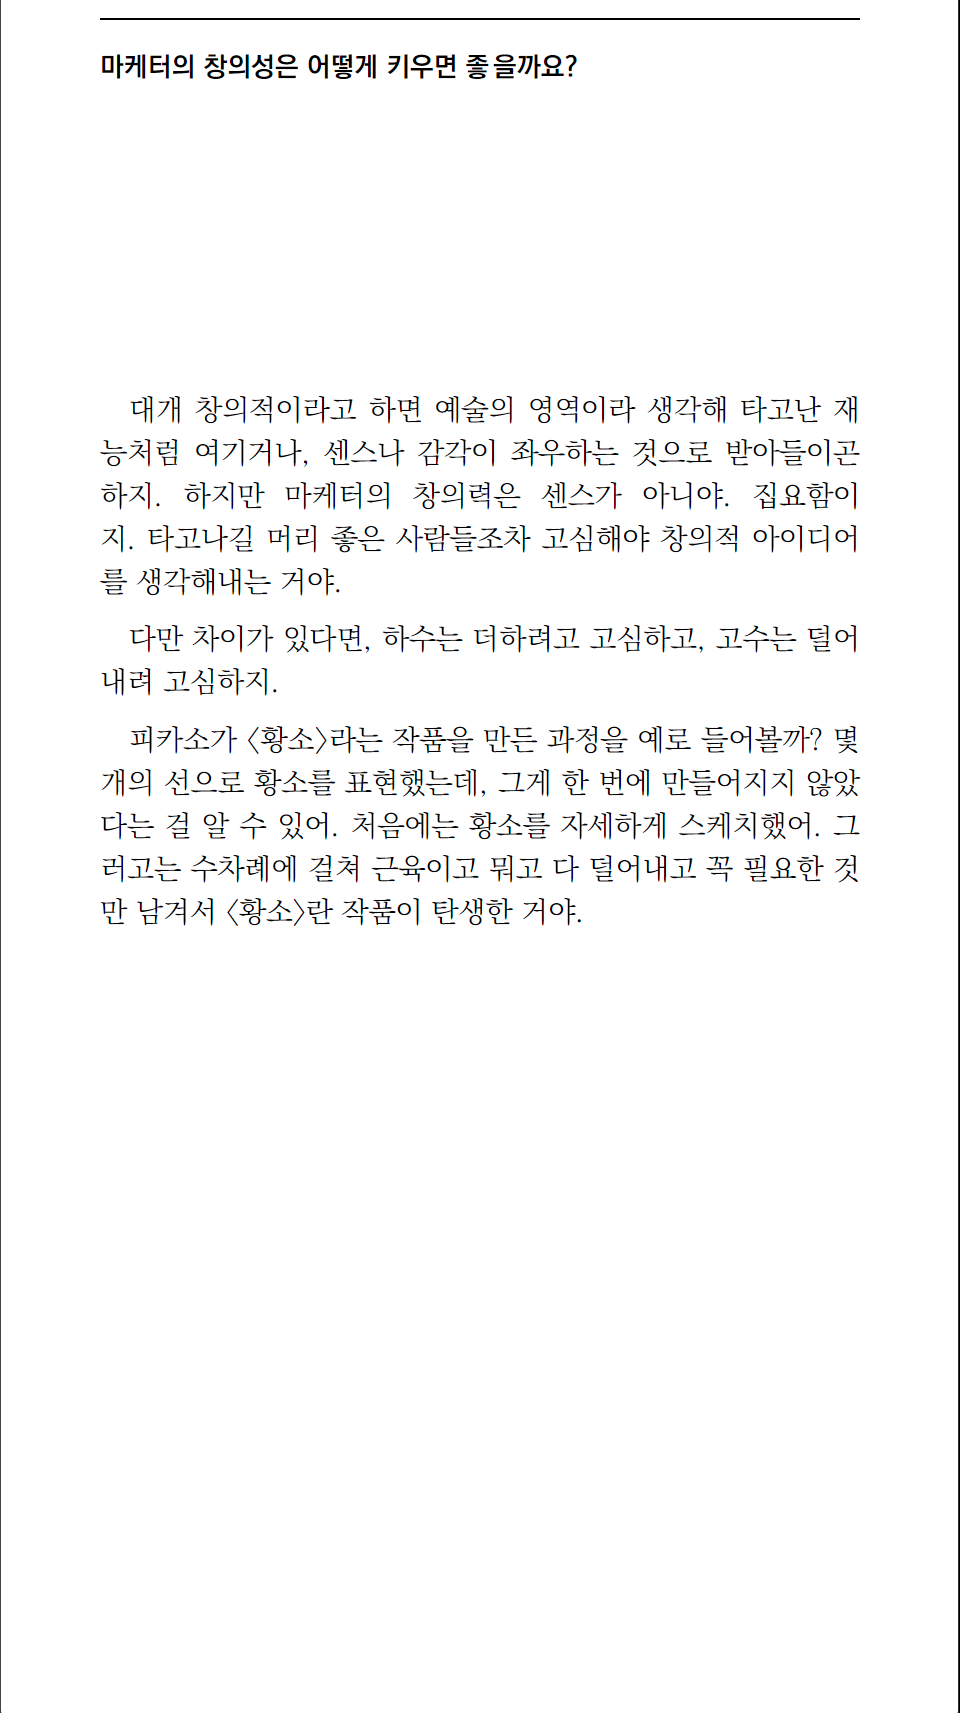 마케터의 창의성은 어떻게 키우면 좋을까요?
대개 창의적이라고 하면 예술의 영역이라 생각해 타고난 재
능처럼 여기거나, 센스나 감각이 좌우하는 것으로 받아들이곤
하지. 하지만 마케터의 창의력은 센스가 아니야. 집요함이
지. 타고나길 머리 좋은 사람들조차 고심해야 창의적 아이디어
를 생각해내는 거야.
다만 차이가 있다면, 하수는 더하려고 고심하고, 고수는 덜어
내려 고심하지.
피카소가 〈황소〉라는 작품을 만든 과정을 예로 들어볼까? 몇
개의 선으로 황소를 표현했는데, 그게 한 번에 만들어지지 않았
다는 걸 알 수 있어. 처음에는 황소를 자세하게 스케치했어. 그
러고는 수차례에 걸쳐 근육이고 뭐고 다 덜어내고 꼭 필요한 것
만 남겨서 〈황소〉란 작품이 탄생한 거야.